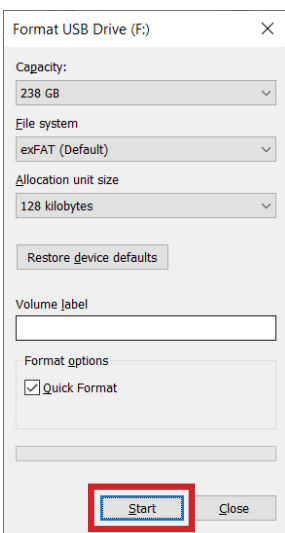 Format USB Drive (F:)
Capacity:
238 GB
File system
exFAT (Default)
Allocation unit size
128 kilobytes
Restore device defaults
Volume label
Format options
Quick Format
Start
Close